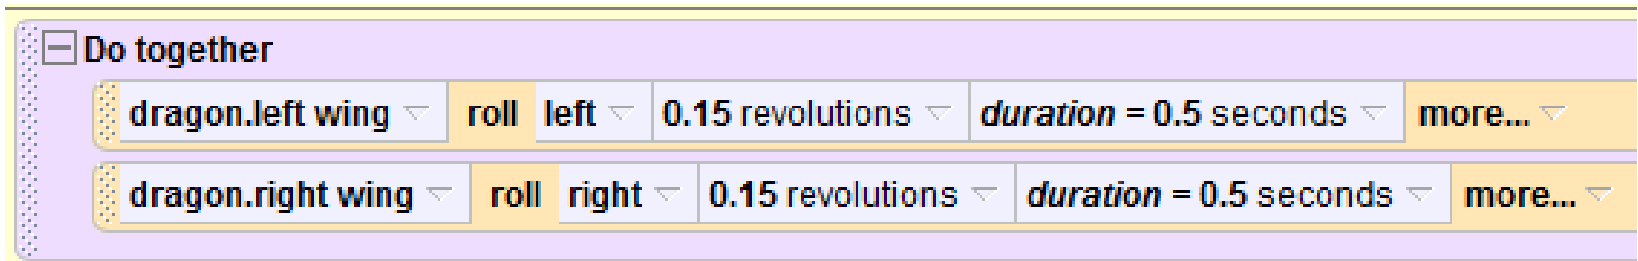 Do together
dragon.left wing roll left 0.15 revolutions duration = 0.5 seconds more...
dragon.right wing roll right 0.15 revolutions duration = 0.5 seconds more...